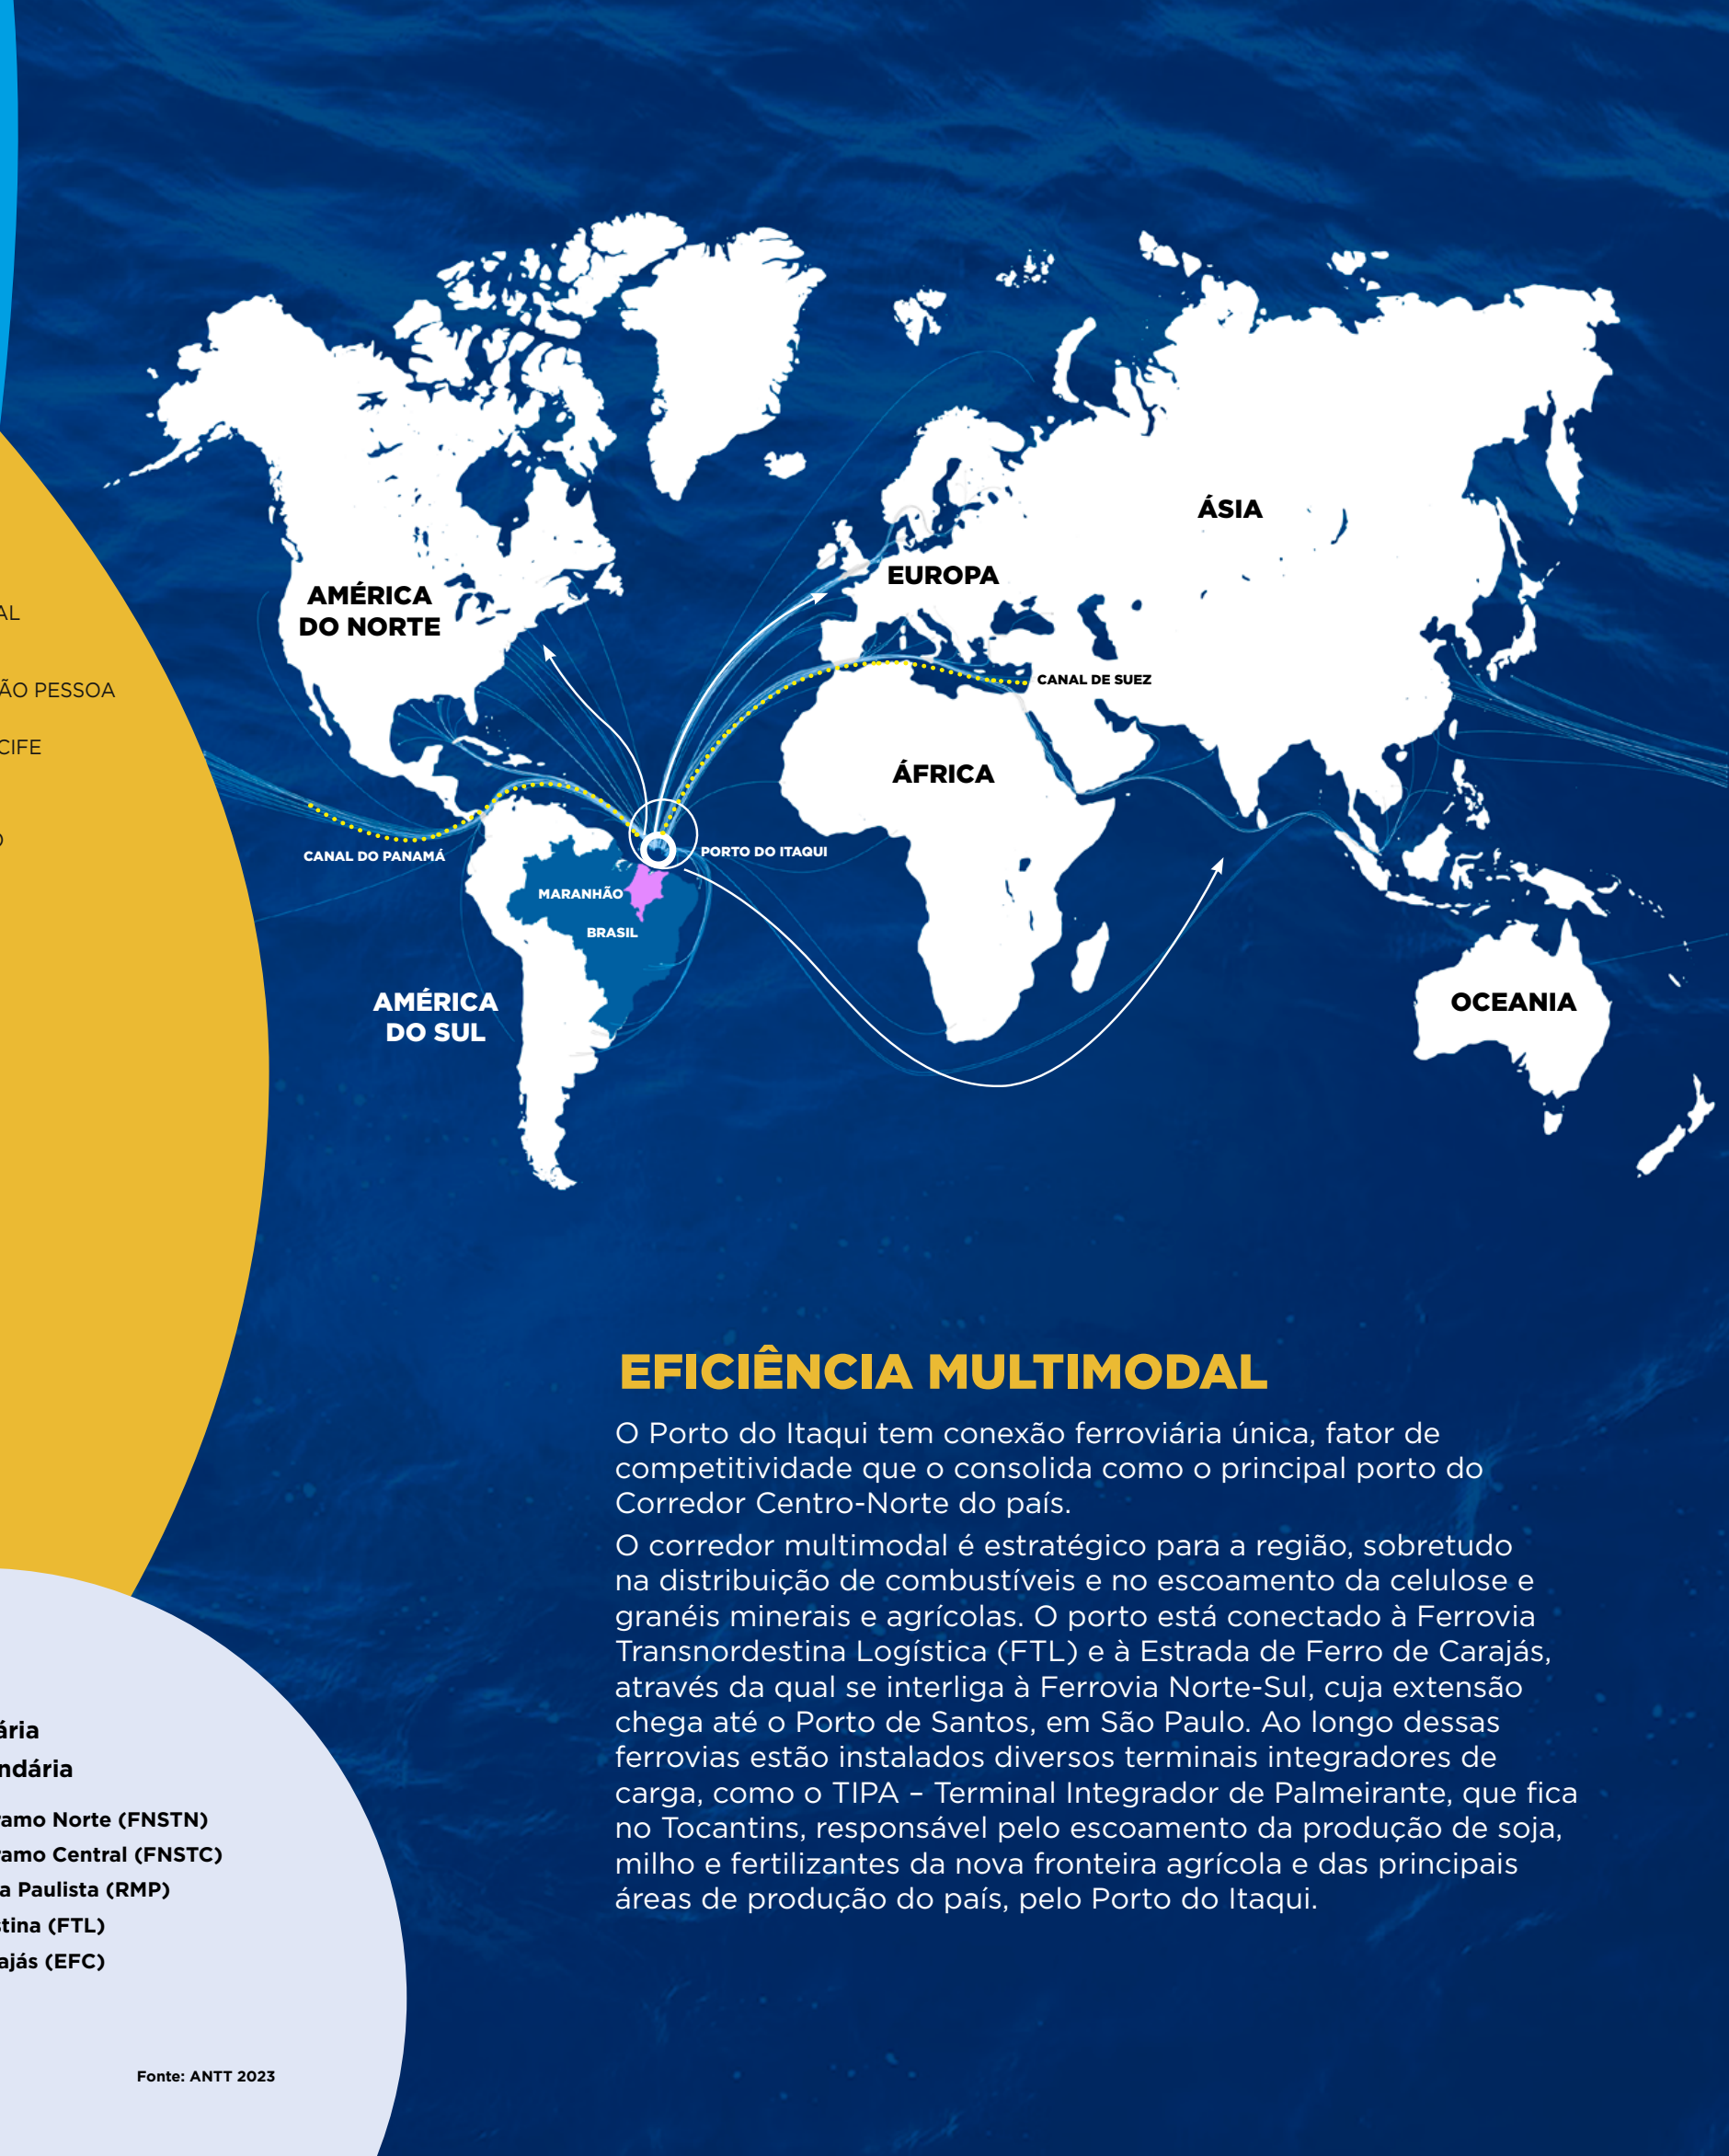 ÁSIA
EUROPA
AMÉRICA
DO NORTE
CANAL DE SUEZ
ÃO PESSOA
CIFE
ÁFRICA
CANAL DO PANAMÁ
PORTO DO ITAQUI
MARANHÃO
BRASIL
AMÉRICA
DO SUL
OCEANIA
EFICIÊNCIA MULTIMODAL
O Porto do Itaqui tem conexão ferroviária única, fator de
competitividade que o consolida como o principal porto do
Corredor Centro-Norte do país.
O corredor multimodal é estratégico para a região, sobretudo
na distribuição de combustíveis e no escoamento da celulose e
granéis minerais e agrícolas. O porto está conectado à Ferrovia
Transnordestina Logística (FTL) e à Estrada de Ferro de Carajás,
através da qual se interliga à Ferrovia Norte-Sul, cuja extensão
chega até o Porto de Santos, em São Paulo. Ao longo dessas
ferrovias estão instalados diversos terminais integradores de
carga, como o TIPA – Terminal Integrador de Palmeirante, que fica
no Tocantins, responsável pelo escoamento da produção de soja,
milho e fertilizantes da nova fronteira agrícola e das principais
áreas de produção do país, pelo Porto do Itaqui.
ária
ndária
ramo Norte (FNSTN)
ramo Central (FNSTC)
a Paulista (RMP)
stina (FTL)
ajás (EFC)
Fonte: ANTT 2023